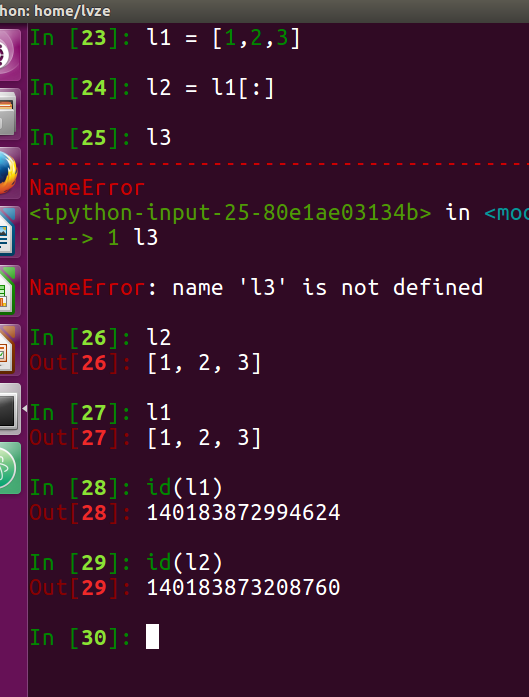 hon: home/lvze
In [23]: l1 = [1,2,3]
In [24]: l2 = l1[:]
In [25]: l3
---------------------------------------
NameError
<ipython-input-25-80e1ae03134b> in <mod
----> 1 l3
NameError: name 'l3' is not defined
In [26]: l2
Out[26]: [1, 2, 3]
In [27]: l1
Out[27]: [1, 2, 3]
In [28]: id(l1)
Out[28]: 140183872994624
In [29]: id(l2)
Out[29]: 140183873208760
In [30]: